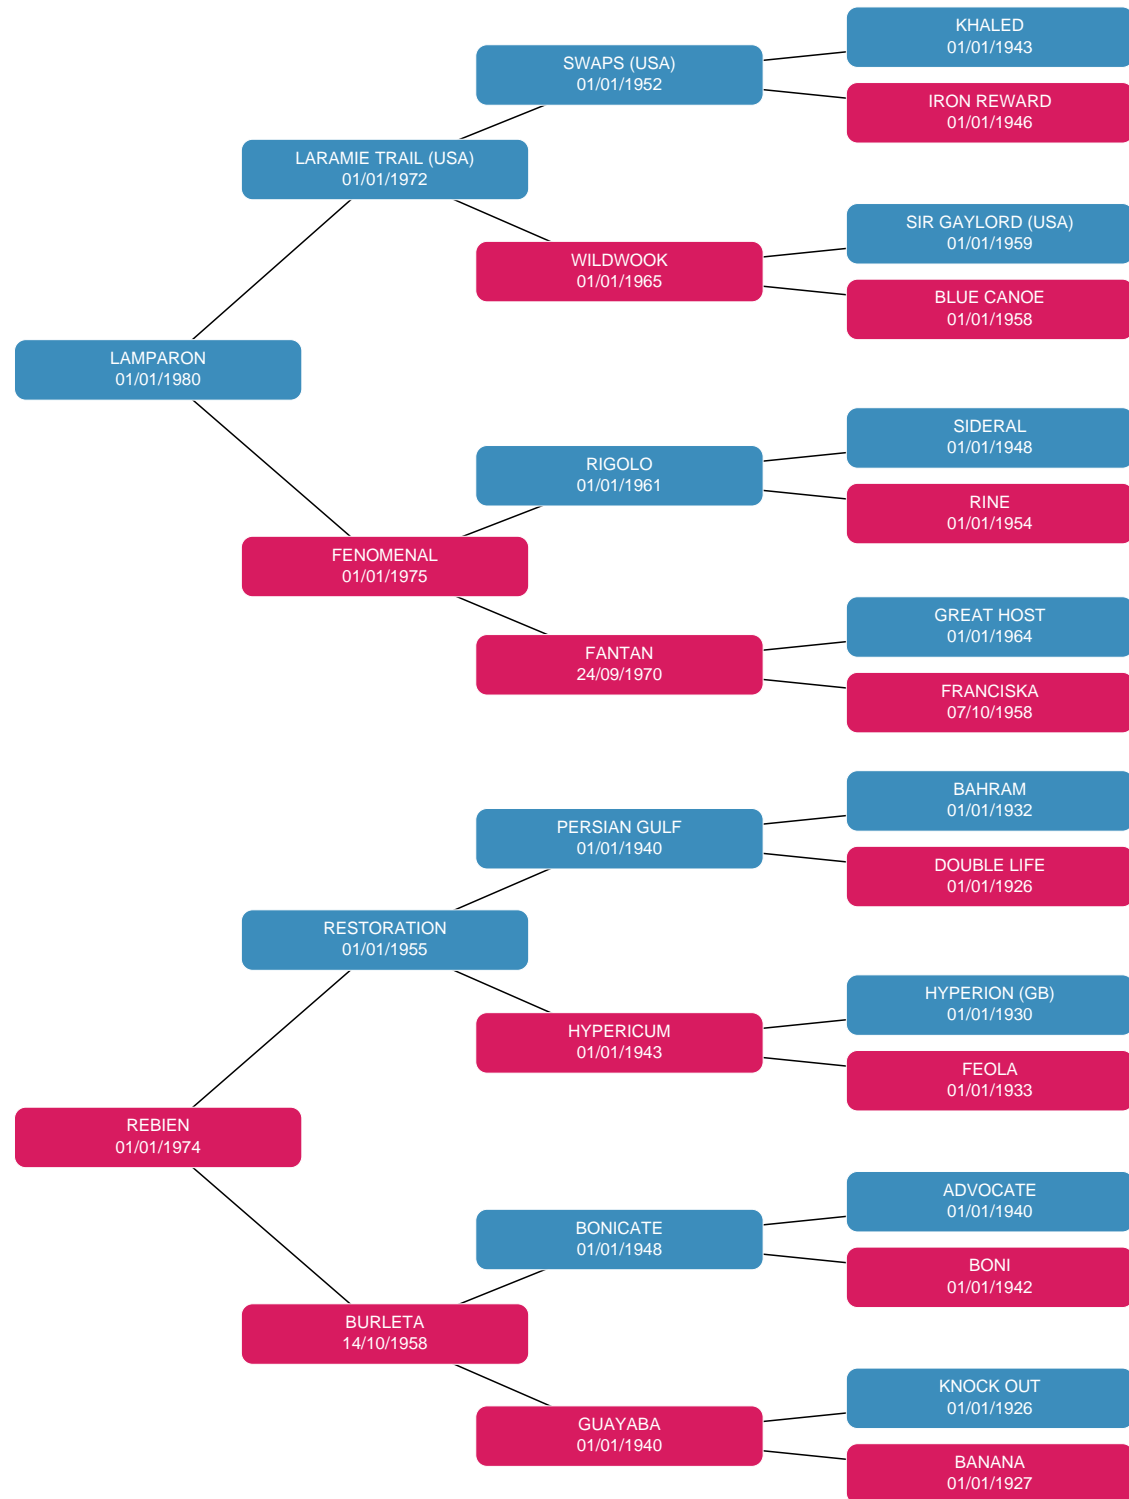 KHALED
01/01/1943
SWAPS (USA)
01/01/1952
IRON REWARD
01/01/1946
LARAMIE TRAIL (USA)
01/01/1972
SIR GAYLORD (USA)
01/01/1959
WILDWOOK
01/01/1965
BLUE CANOE
01/01/1958
LAMPARON
01/01/1980
SIDERAL
01/01/1948
RIGOLO
01/01/1961
RINE
01/01/1954
FENOMENAL
01/01/1975
GREAT HOST
01/01/1964
FANTAN
24/09/1970
FRANCISKA
07/10/1958
BAHRAM
01/01/1932
PERSIAN GULF
01/01/1940
DOUBLE LIFE
01/01/1926
RESTORATION
01/01/1955
HYPERION (GB)
01/01/1930
HYPERICUM
01/01/1943
FEOLA
01/01/1933
REBIEN
01/01/1974
ADVOCATE
01/01/1940
BONICATE
01/01/1948
BONI
01/01/1942
BURLETA
14/10/1958
KNOCK OUT
01/01/1926
GUAYABA
01/01/1940
BANANA
01/01/1927